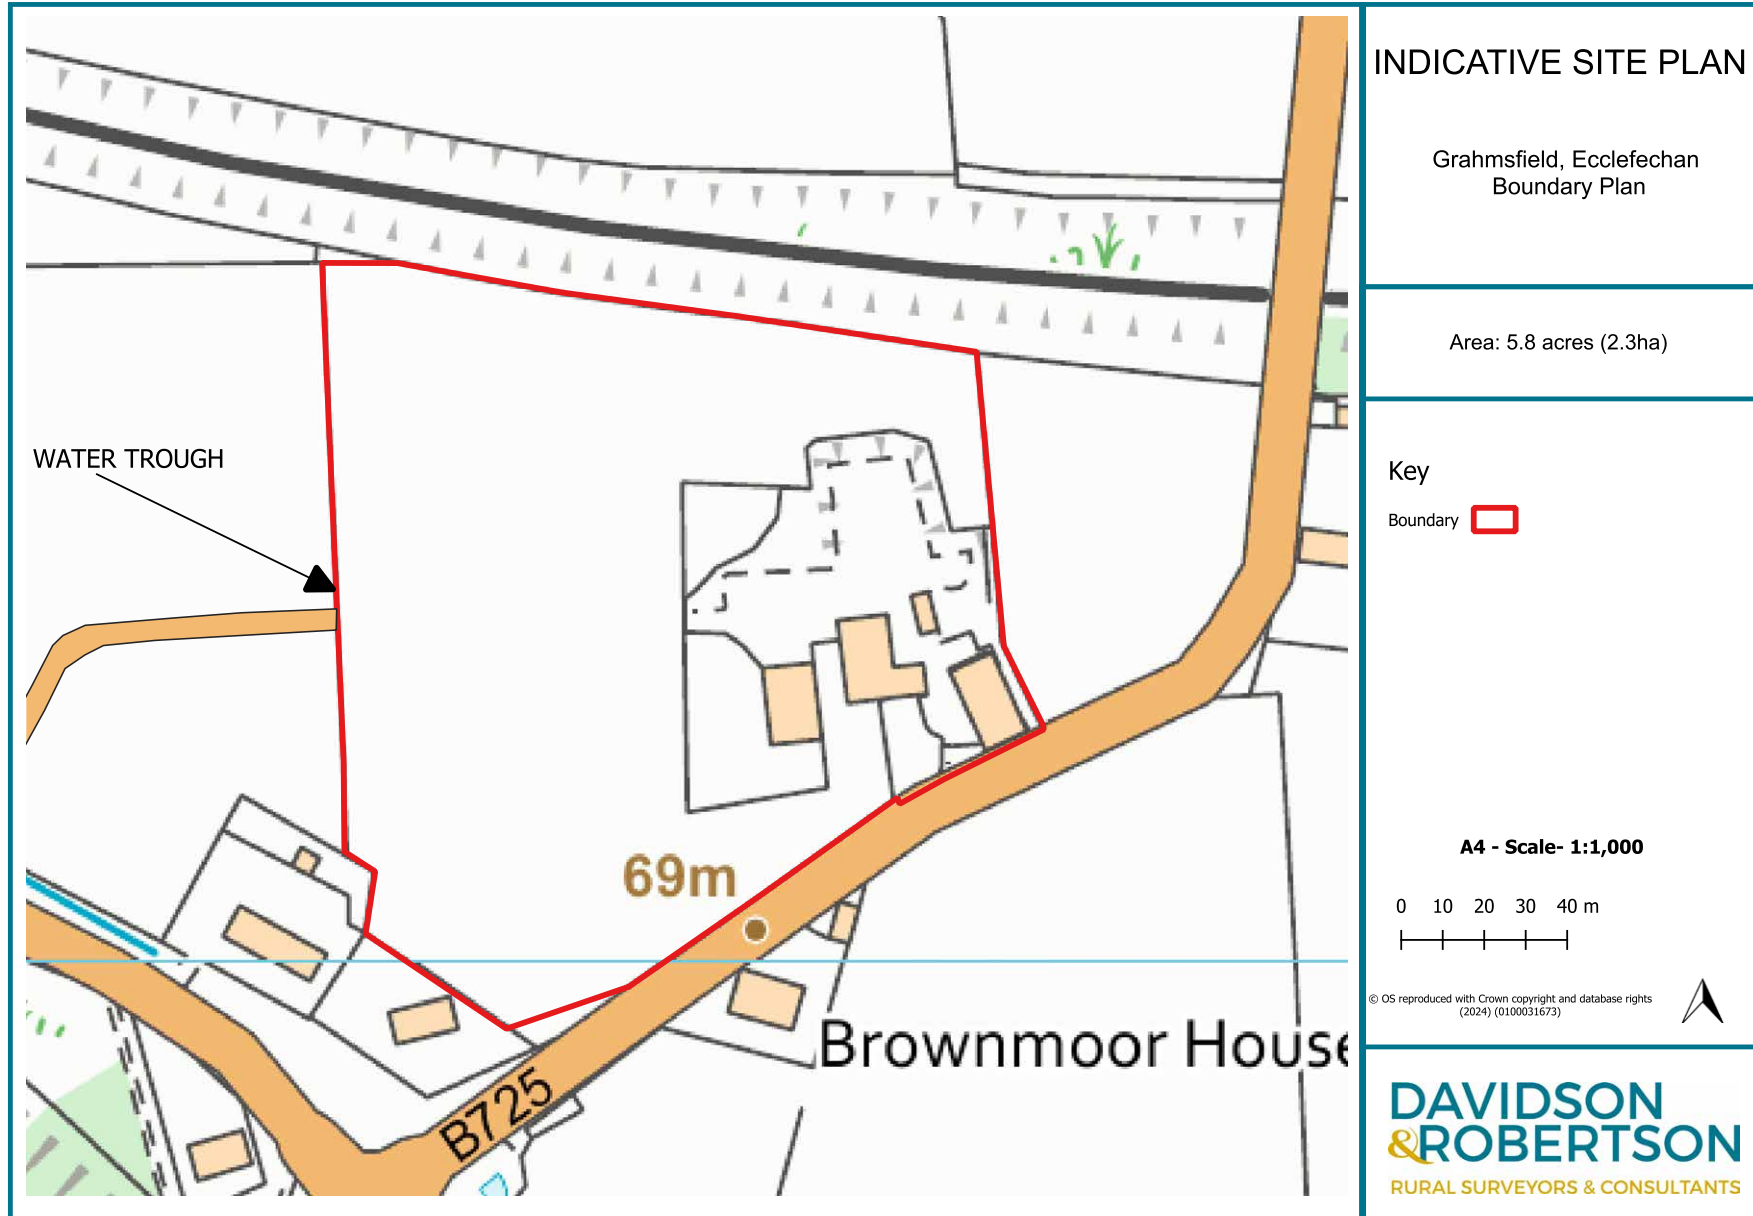 INDICATIVE SITE PLAN
Grahmsfield, Ecclefechan
Boundary Plan
Area: 5.8 acres (2.3ha)
WATER TROUGH
Key
Boundary
69m
A4 - Scale- 1:1,000
0 10 20 30 40 m
© OS reproduced with Crown copyright and database rights
(2024) (0100031673)
Brownmoor House
B725
DAVIDSON
&ROBERTSON
RURAL SURVEYORS & CONSULTANTS